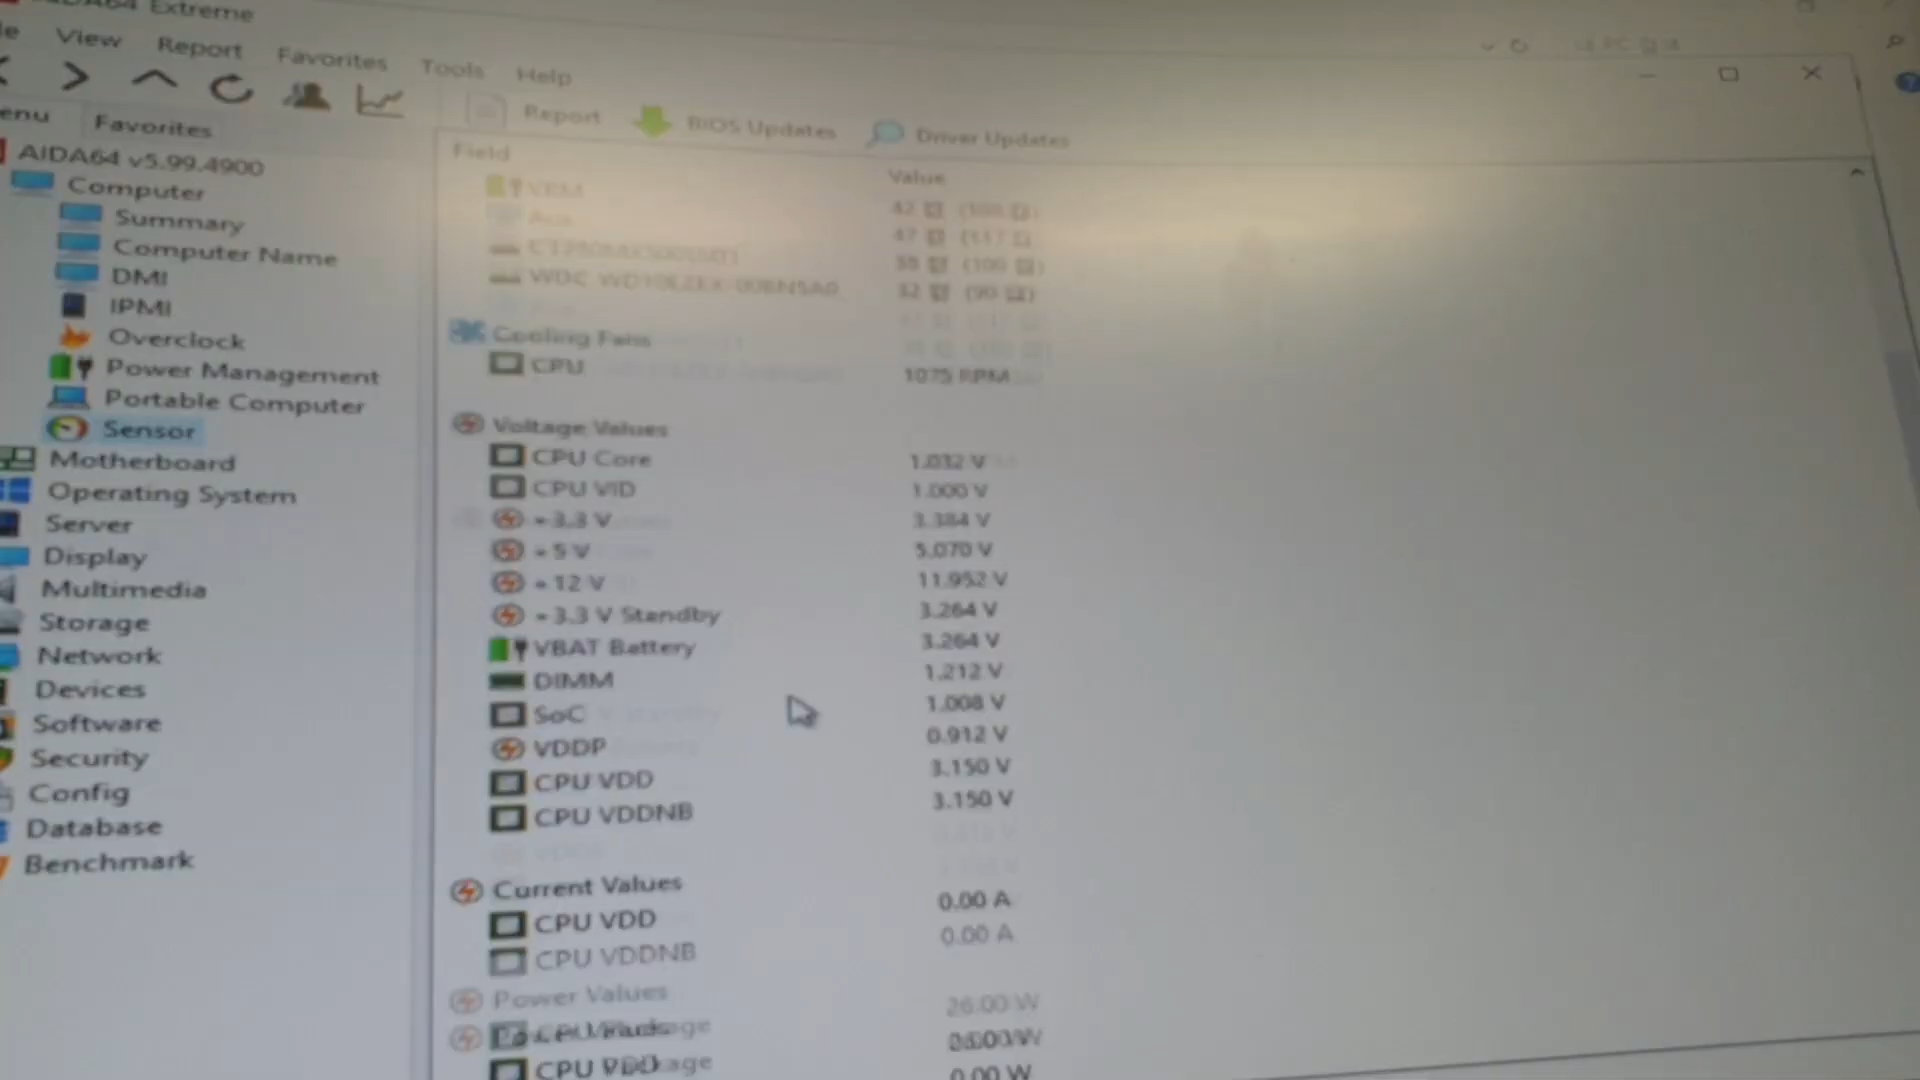 AIDA64 Extreme
View Report Favorites Tools Help
Report BIOS Updates Driver Updates
Favorites
AIDA64 v5.99.4900
Computer
Summary
Computer Name
DMI
IPMI
Overclock
Power Management
Portable Computer
Sensor
Motherboard
Operating System
Server
Display
Multimedia
Storage
Network
Devices
Software
Security
Config
Database
Benchmark
Field Value
VRM
Aux
Cooling Fans
CPU 1075 RPM
Voltage Values
CPU Core 1.032 V
CPU VID 1.000 V
+3.3 V 3.384 V
+5 V 5.070 V
+12 V 11.952 V
+3.3 V Standby 3.264 V
VBAT Battery 3.264 V
DIMM 1.212 V
SoC 1.008 V
VDDP 0.912 V
CPU VDD 3.150 V
CPU VDDNB 3.150 V
Current Values
CPU VDD 0.00 A
CPU VDDNB 0.00 A
Power Values
26.00 W
0.00 W